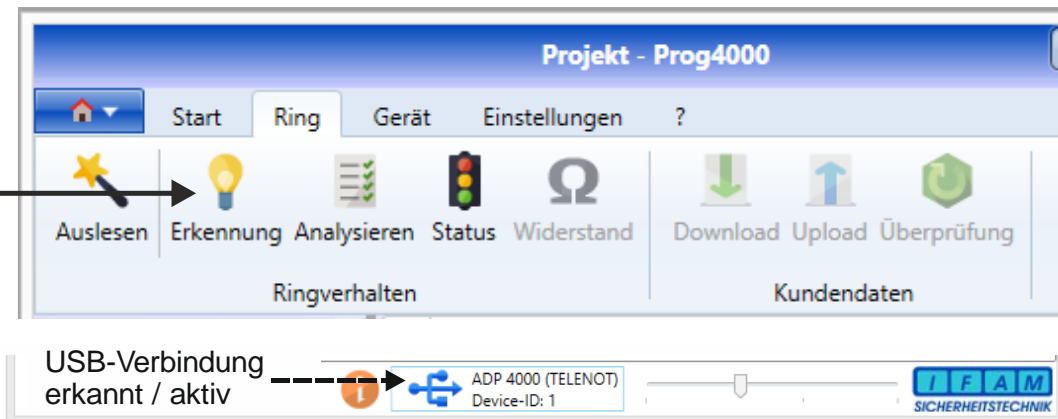 Projekt - Prog4000
Start Ring Gerät Einstellungen ?
Auslesen Erkennung Analysieren Status Widerstand Download Upload Überprüfung
Ringverhalten Kundendaten
USB-Verbindung
erkannt / aktiv
ADP 4000 (TELENOT)
Device-ID: 1
IFAM
SICHERHEITSTECHNIK